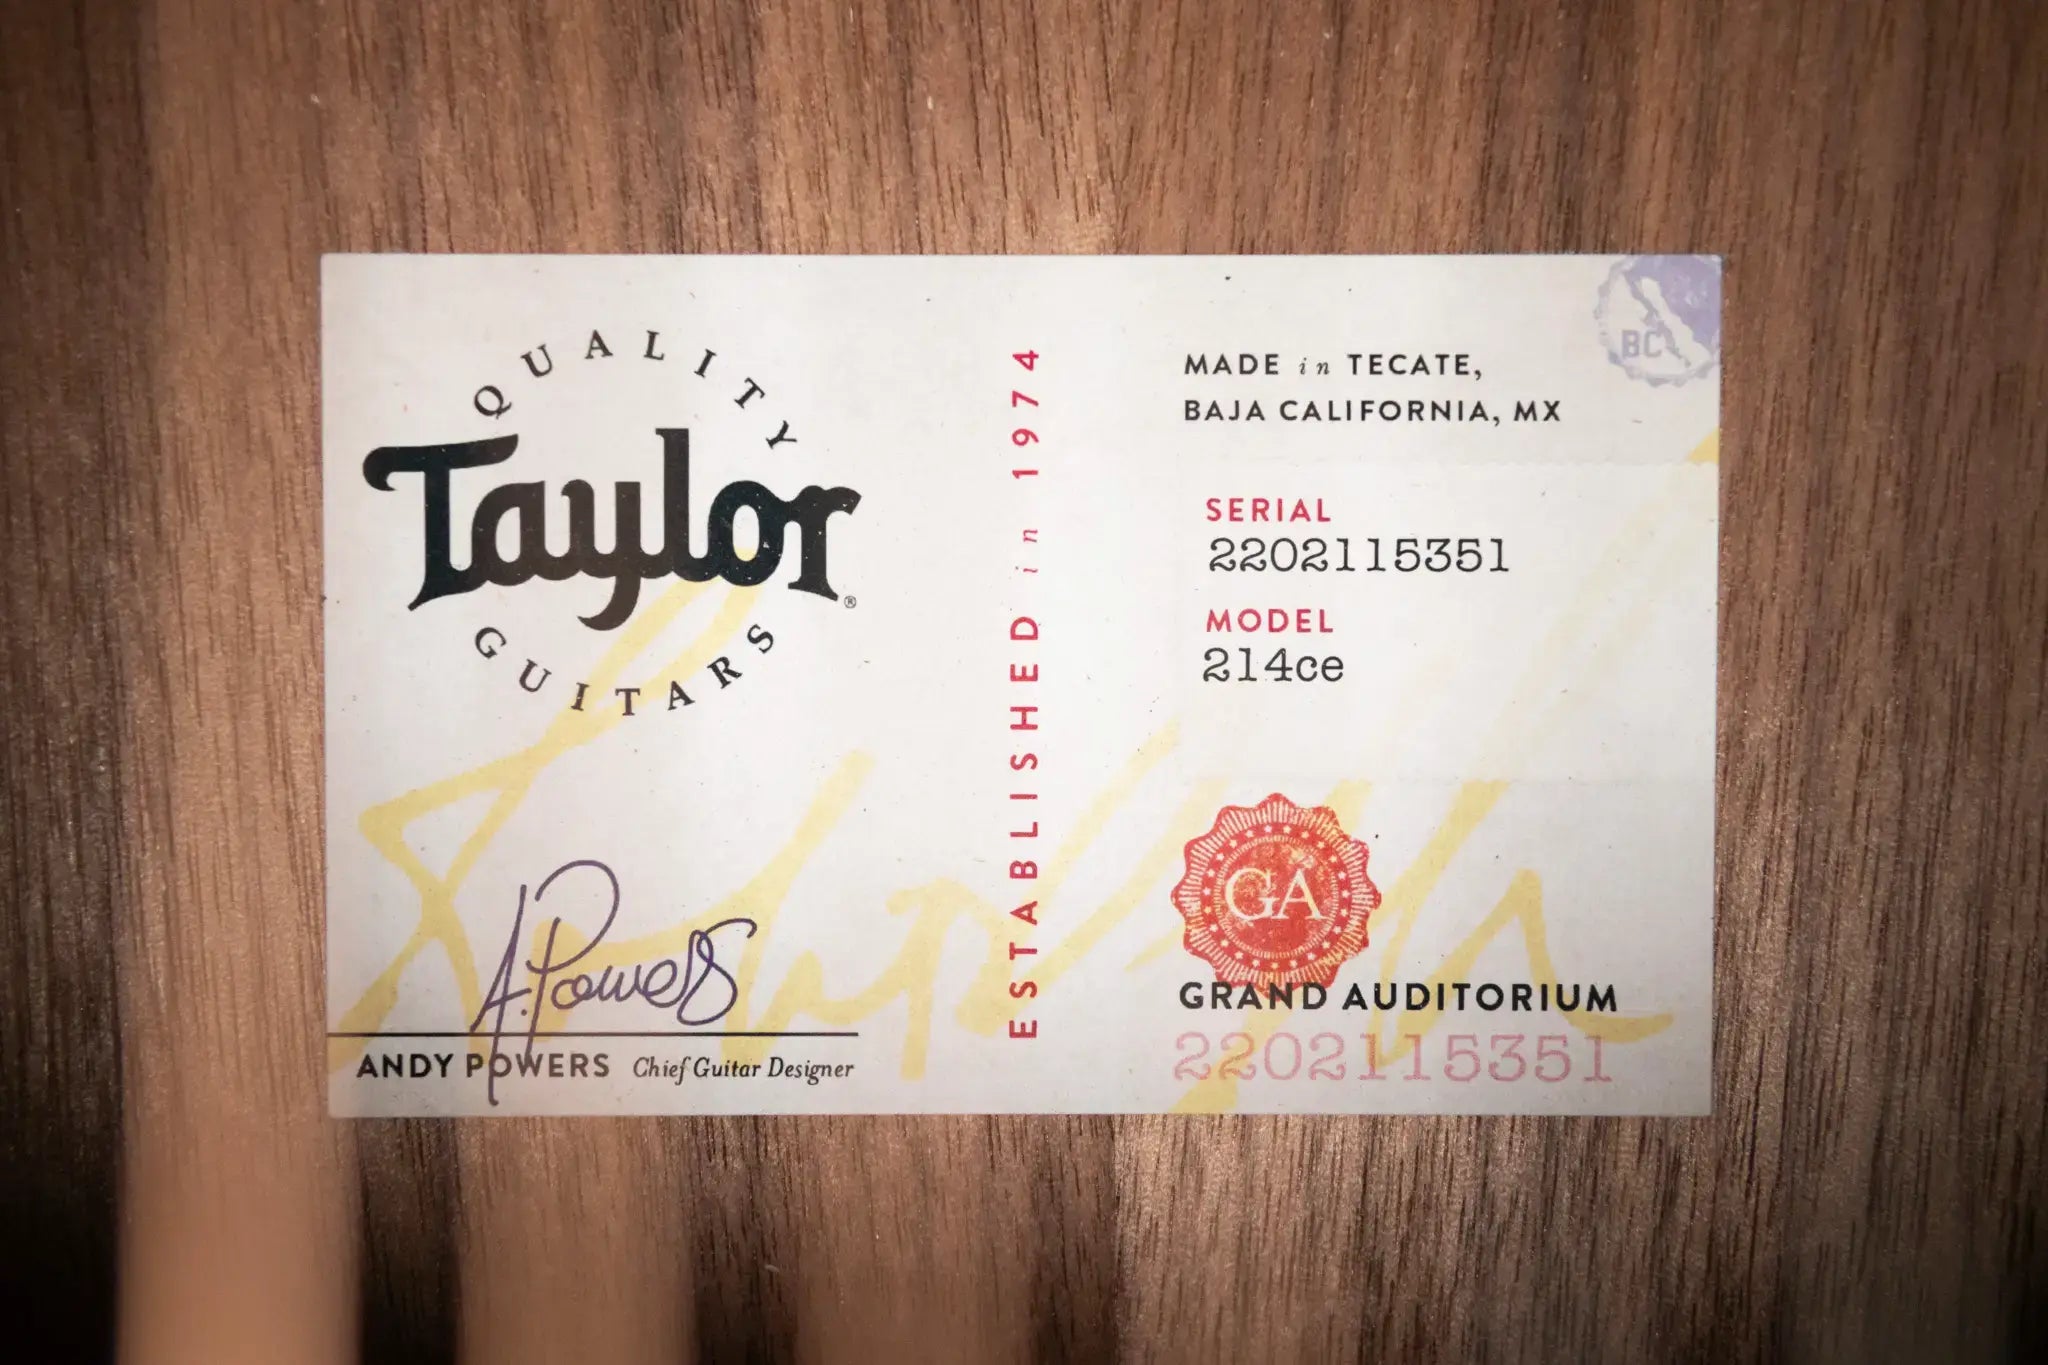 QUALITY
Taylor®
GUITARS
A. Powers
ANDY POWERS Chief Guitar Designer
ESTABLISHED in 1974
MADE in TECATE,
BAJA CALIFORNIA, MX
BC
SERIAL
2202115351
MODEL
214ce
GA
GRAND AUDITORIUM
2202115351